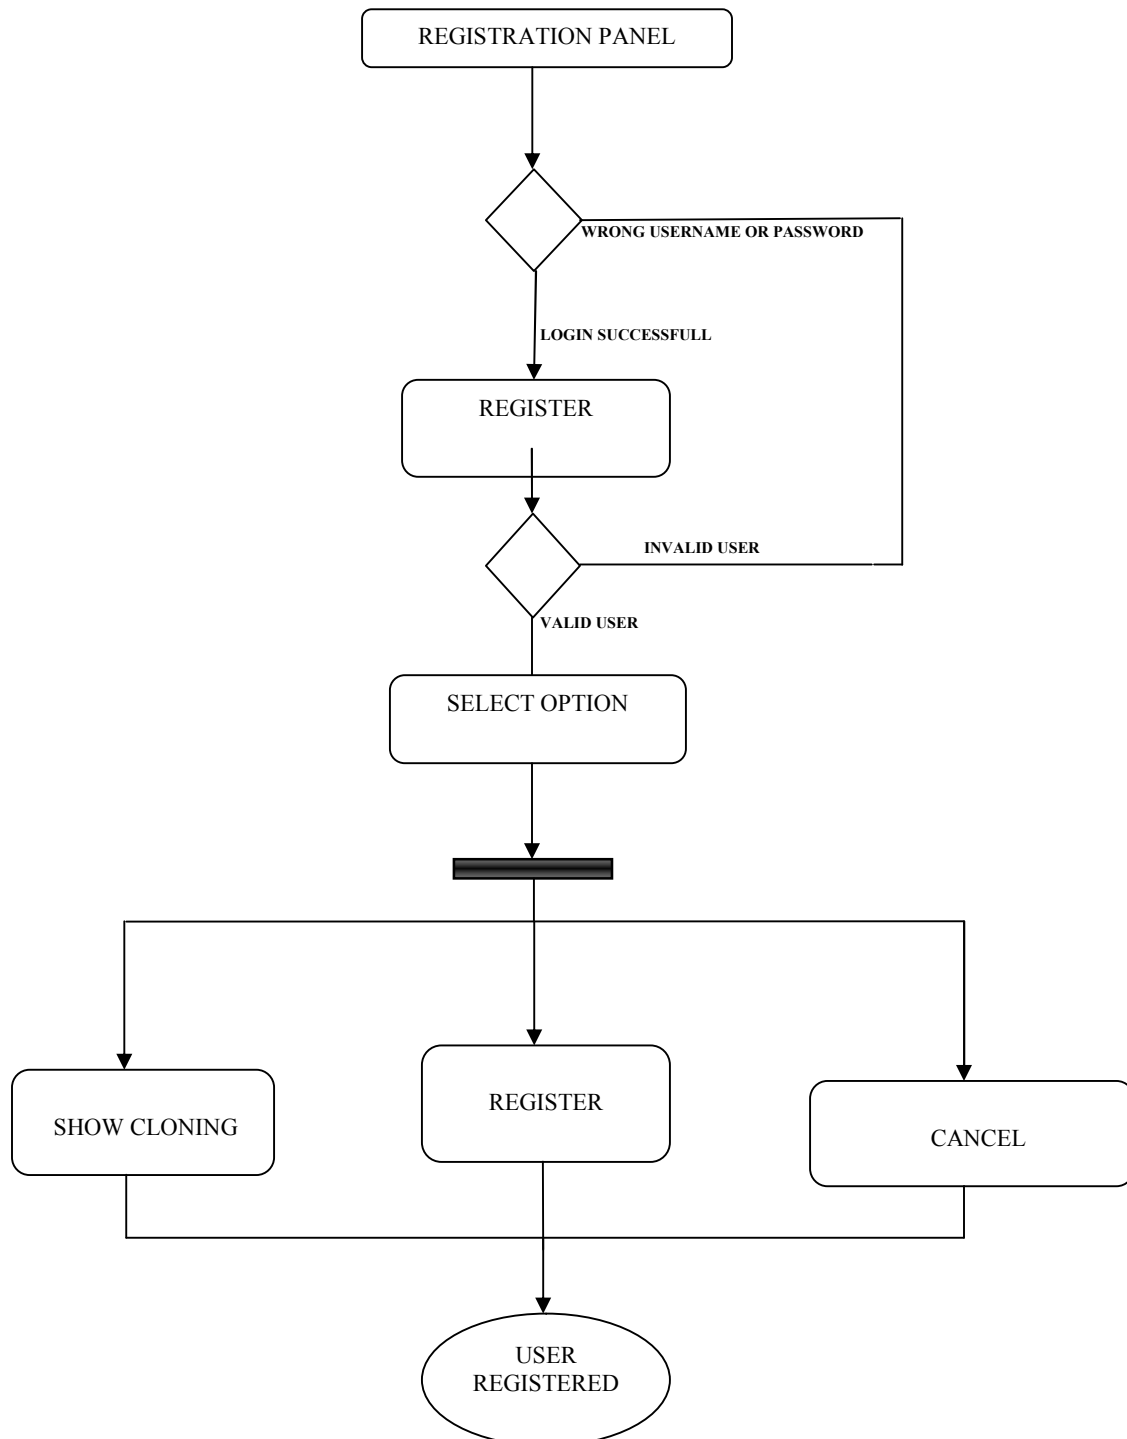 REGISTRATION PANEL
WRONG USERNAME OR PASSWORD
LOGIN SUCCESSFULL
REGISTER
INVALID USER
VALID USER
SELECT OPTION
SHOW CLONING
REGISTER
CANCEL
USER
REGISTERED